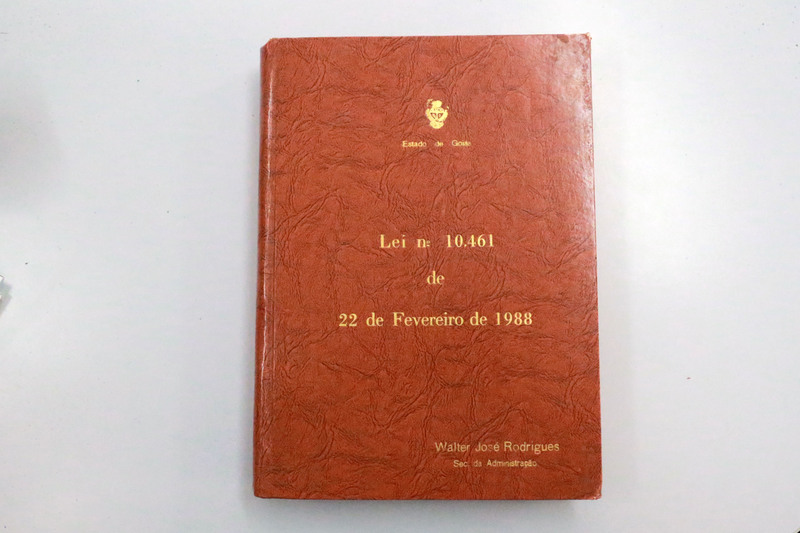 Estado de Goiás
Lei nº 10.461
de
22 de Fevereiro de 1988
Walter José Rodrigues
Sec. da Administração